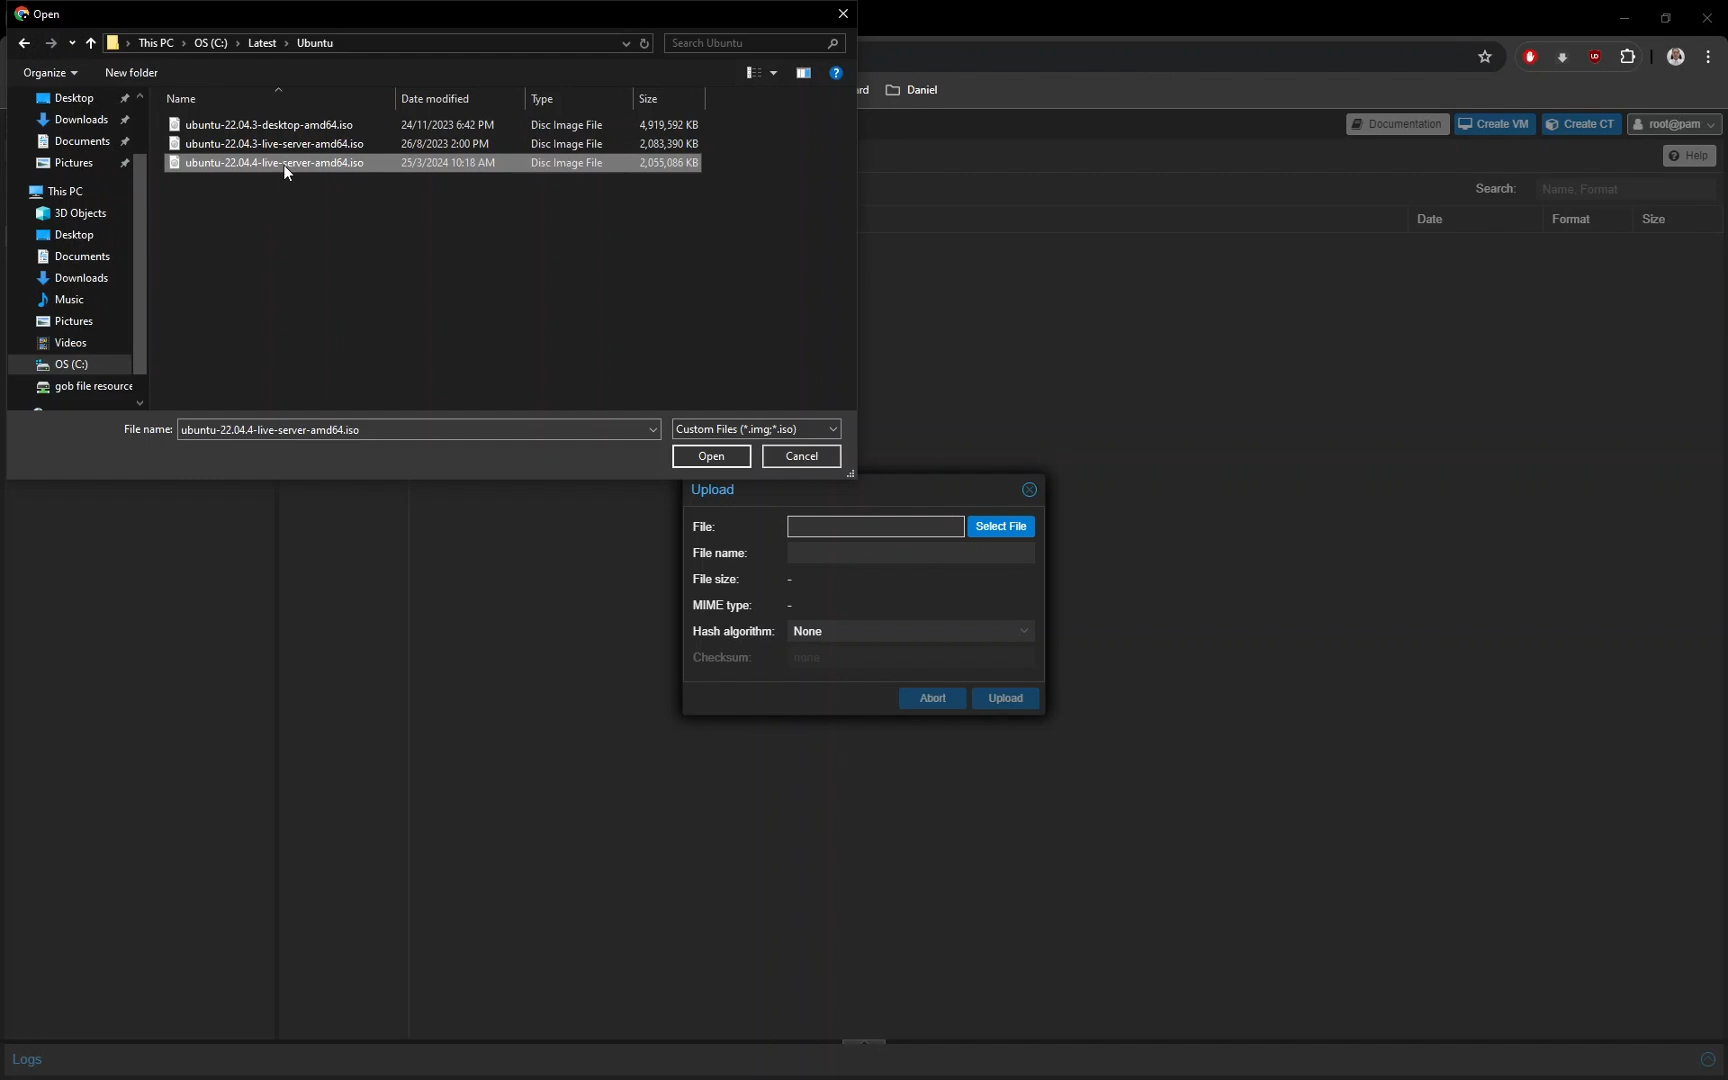 Open
This PC > OS (C:) > Latest > Ubuntu
Search Ubuntu
Organize
New folder
Desktop
Downloads
Documents
Pictures
This PC
3D Objects
Desktop
Documents
Downloads
Music
Pictures
Videos
OS (C:)
gob file resource
Name Date modified Type Size
ubuntu-22.04.3-desktop-amd64.iso 24/11/2023 6:42 PM Disc Image File 4,919,592 KB
ubuntu-22.04.3-live-server-amd64.iso 26/8/2023 2:00 PM Disc Image File 2,083,390 KB
ubuntu-22.04.4-live-server-amd64.iso 25/3/2024 10:18 AM Disc Image File 2,055,086 KB
File name: ubuntu-22.04.4-live-server-amd64.iso Custom Files (*.img;*.iso)
Open Cancel
UD
rd Daniel
Documentation Create VM Create CT root@pam
Help
Search: Name, Format
Date Format Size
Upload
File: Select File
File name:
File size: -
MIME type: -
Hash algorithm: None
Checksum: none
Abort Upload
Logs